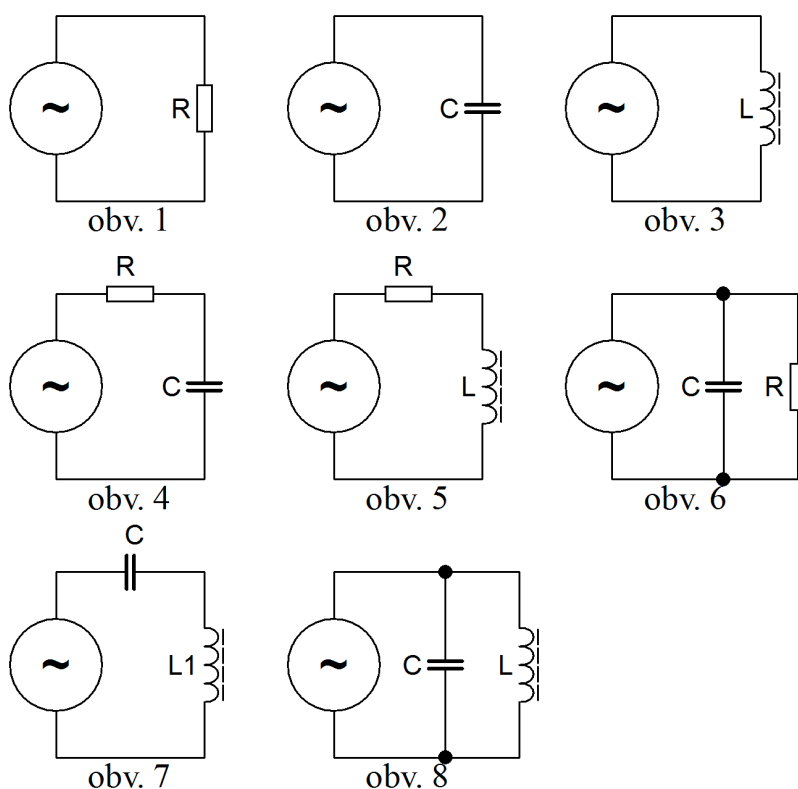 ~ R
~ C
~ L
obv. 1
obv. 2
obv. 3
R
R
~ C
~ L
~ C R
obv. 4
obv. 5
obv. 6
C
~ L1
~ C L
obv. 7
obv. 8